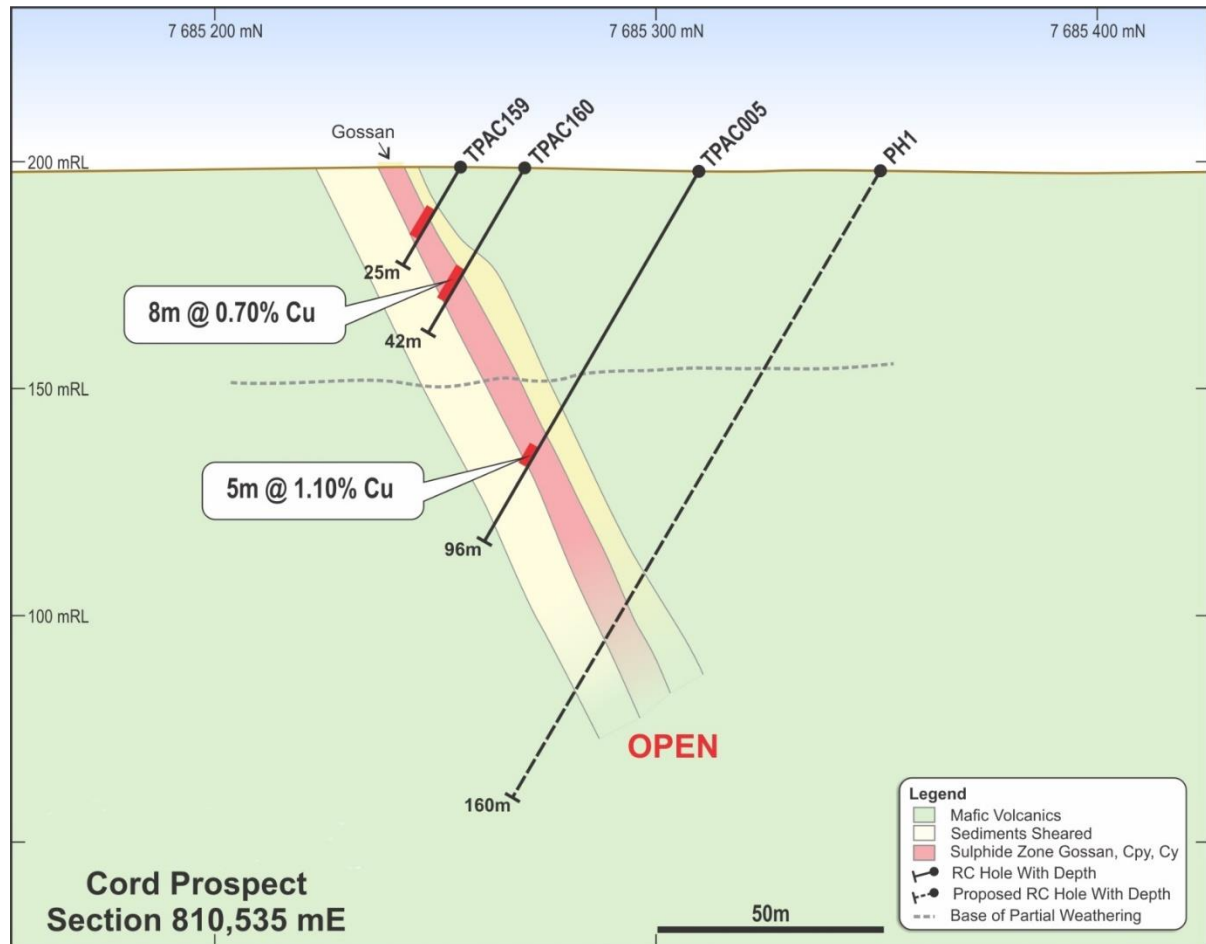 7 685 200 mN
7 685 300 mN
7 685 400 mN
Gossan
TPAC159
TPAC160
TPAC005
PH1
200 mRL
25m
8m @ 0.70% Cu
42m
150 mRL
5m @ 1.10% Cu
96m
100 mRL
OPEN
160m
Legend
Mafic Volcanics
Sediments Sheared
Sulphide Zone Gossan, Cpy, Cy
RC Hole With Depth
Proposed RC Hole With Depth
Base of Partial Weathering
Cord Prospect
Section 810,535 mE
50m